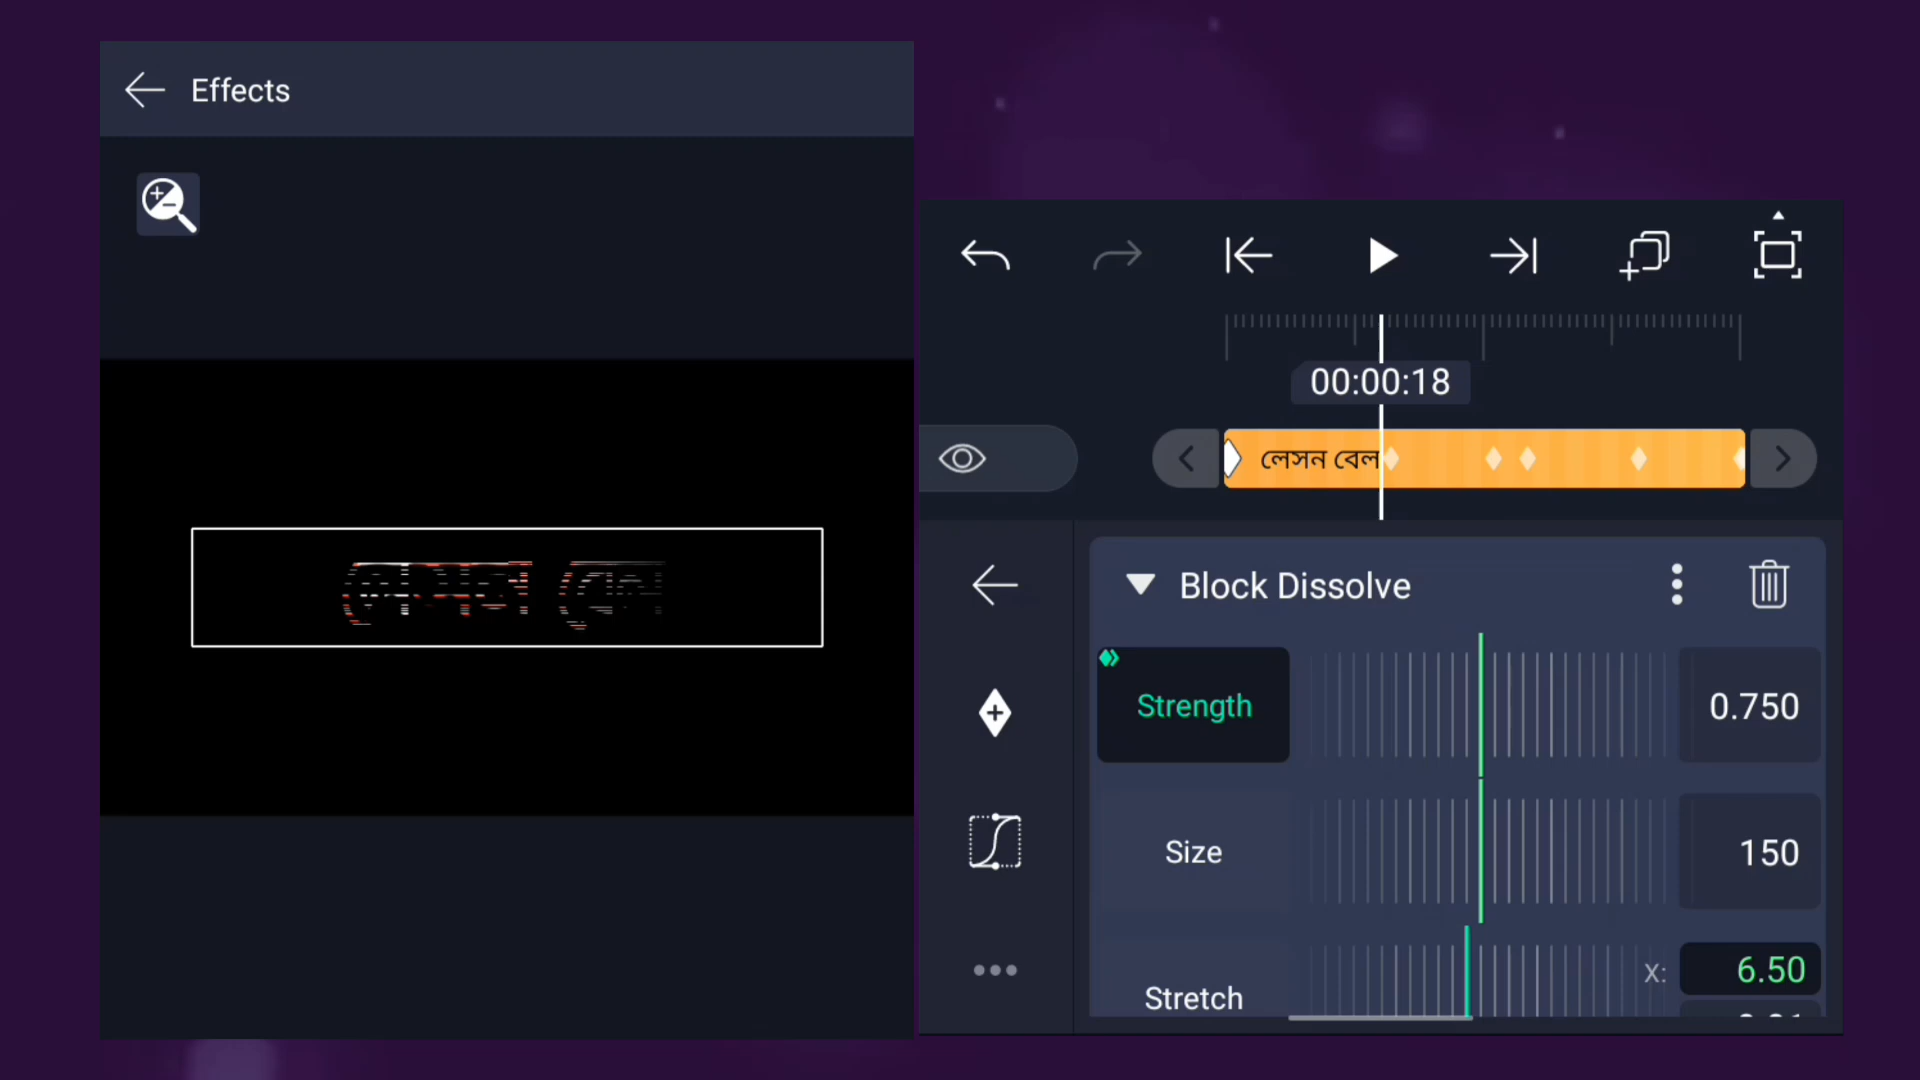 Effects
00:00:18
লেসন বেল
Block Dissolve
Strength
0.750
Size
150
Stretch
X:
6.50